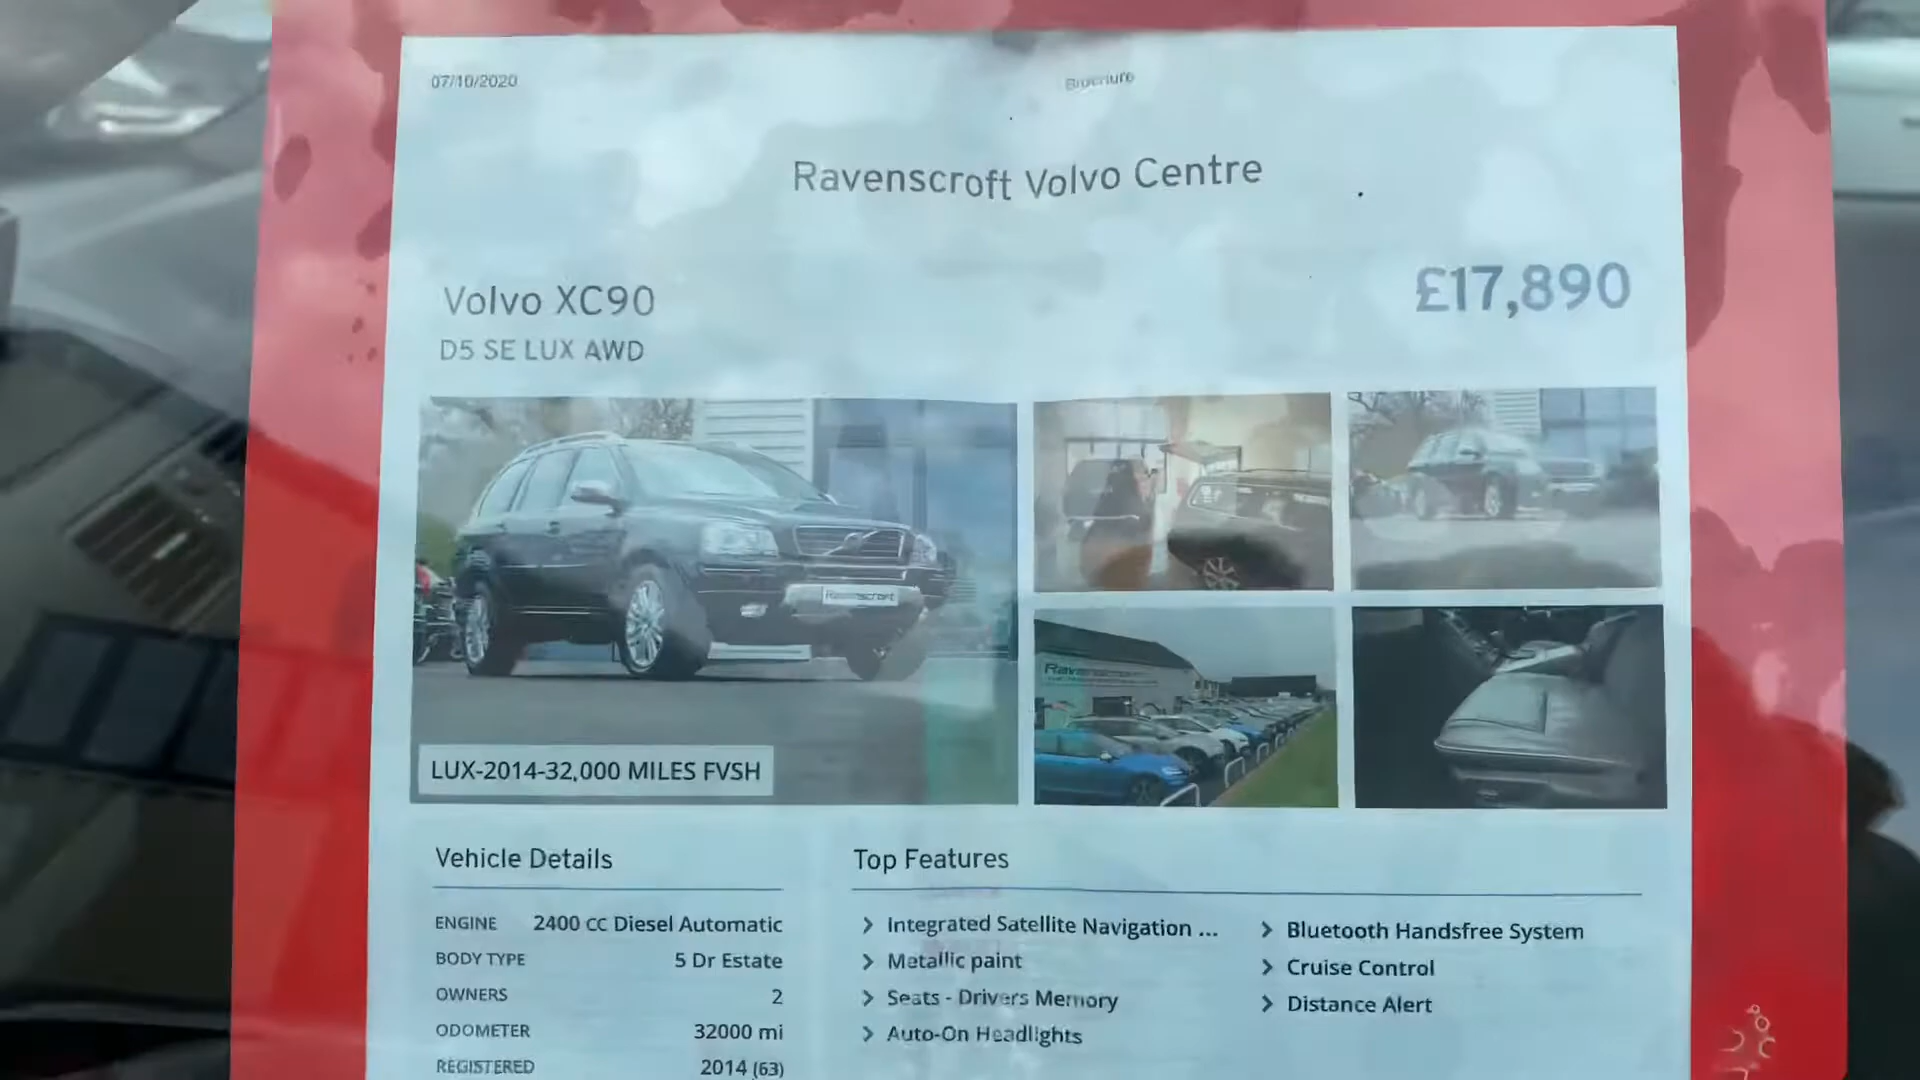 07/10/2020
Brochure
Ravenscroft Volvo Centre
Volvo XC90
£17,890
D5 SE LUX AWD
Ravenscroft
Ravenscroft
LUX-2014-32,000 MILES FVSH
Vehicle Details
ENGINE 2400 cc Diesel Automatic
BODY TYPE 5 Dr Estate
OWNERS 2
ODOMETER 32000 mi
REGISTERED 2014 (63)
Top Features
Integrated Satellite Navigation ...
Metallic paint
Seats - Drivers Memory
Auto-On Headlights
Bluetooth Handsfree System
Cruise Control
Distance Alert